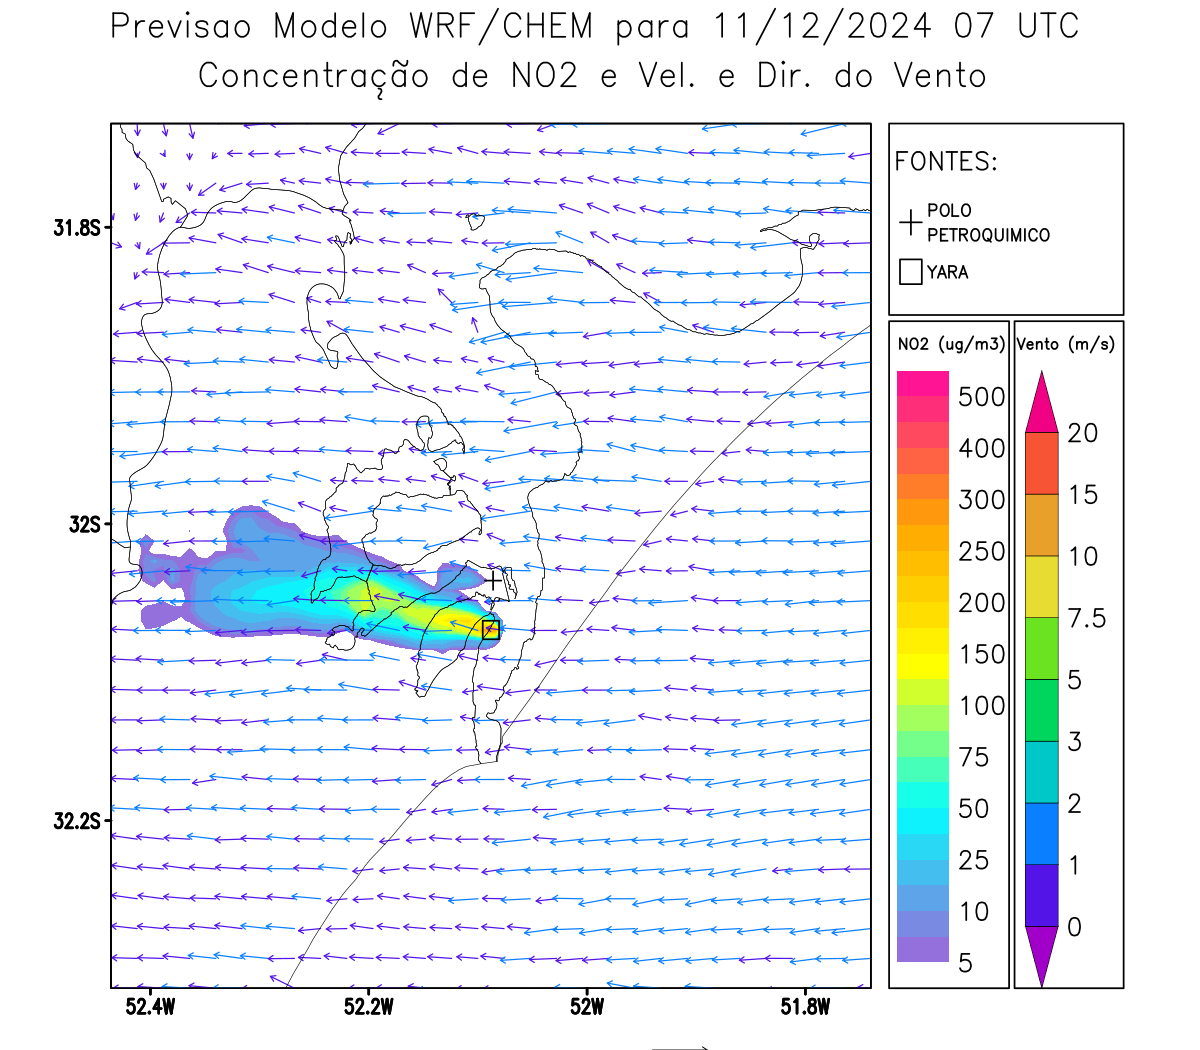 Previsao Modelo WRF/CHEM para 11/12/2024 07 UTC
Concentração de NO2 e Vel. e Dir. do Vento
FONTES:
POLO
PETROQUIMICO
YARA
NO2 (ug/m3)
500
400
300
250
200
150
100
75
50
25
10
5
Vento (m/s)
20
15
10
7.5
5
3
2
1
0
31.8S
32S
32.2S
52.4W 52.2W 52W 51.8W